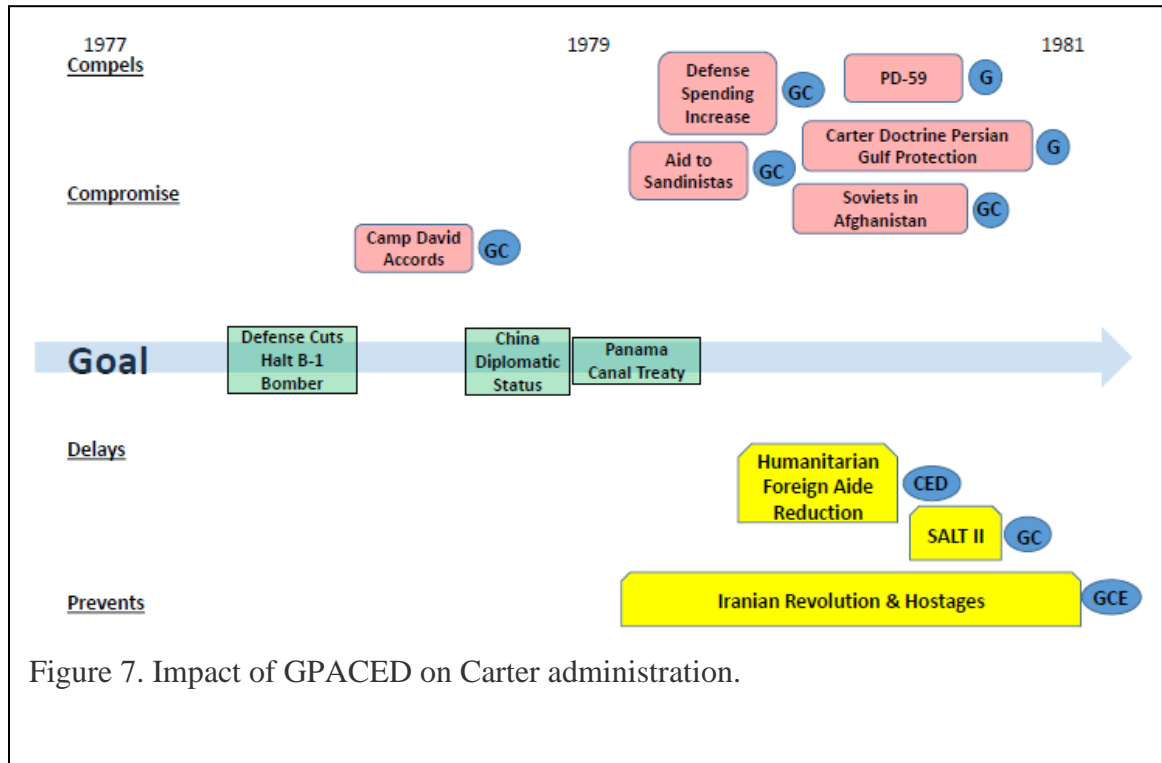 1977
1979
1981
Compels
Defense
Spending
Increase
GC
PD-59
G
Carter Doctrine Persian
Gulf Protection
G
Aid to
Sandinistas
GC
Compromise
Soviets in
Afghanistan
GC
Camp David
Accords
GC
Goal
Defense Cuts
Halt B-1
Bomber
China
Diplomatic
Status
Panama
Canal Treaty
Delays
Humanitarian
Foreign Aide
Reduction
CED
SALT II
GC
Prevents
Iranian Revolution & Hostages
GCE
Figure 7. Impact of GPACED on Carter administration.